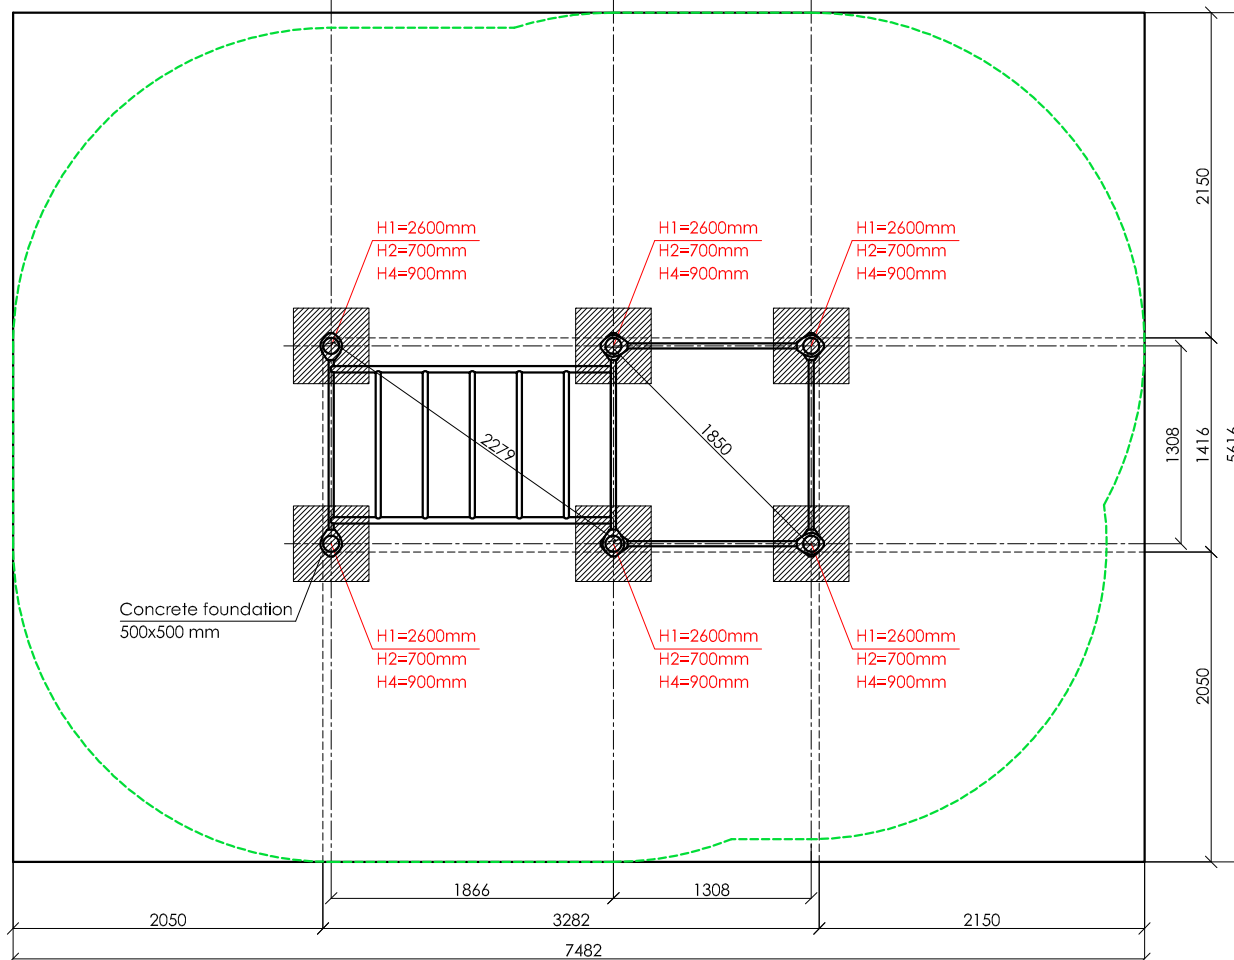 2150
H1=2600mm
H2=700mm
H4=900mm
H1=2600mm
H2=700mm
H4=900mm
H1=2600mm
H2=700mm
H4=900mm
2279
1850
1308
1416
5616
Concrete foundation
500x500 mm
H1=2600mm
H2=700mm
H4=900mm
H1=2600mm
H2=700mm
H4=900mm
H1=2600mm
H2=700mm
H4=900mm
2050
1866
1308
2050
3282
2150
7482